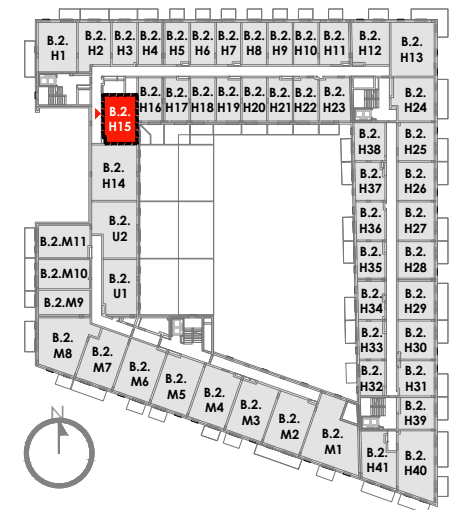 B.2.
H1
B.2.
H2
B.2.
H3
B.2.
H4
B.2.
H5
B.2.
H6
B.2.
H7
B.2.
H8
B.2.
H9
B.2.
H10
B.2.
H11
B.2.
H12
B.2.
H13
B.2.
H15
B.2.
H16
B.2.
H17
B.2.
H18
B.2.
H19
B.2.
H20
B.2.
H21
B.2.
H22
B.2.
H23
B.2.
H24
B.2.
H38
B.2.
H25
B.2.
H14
B.2.
H37
B.2.
H26
B.2.
U2
B.2.
H36
B.2.
H27
B.2.M11
B.2.
H35
B.2.
H28
B.2.M10
B.2.
U1
B.2.
H34
B.2.
H29
B.2.M9
B.2.
H33
B.2.
H30
B.2.
M8
B.2.
M7
B.2.
M6
B.2.
M5
B.2.
M4
B.2.
M3
B.2.
M2
B.2.
M1
B.2.
H32
B.2.
H31
B.2.
H39
B.2.
H41
B.2.
H40
N